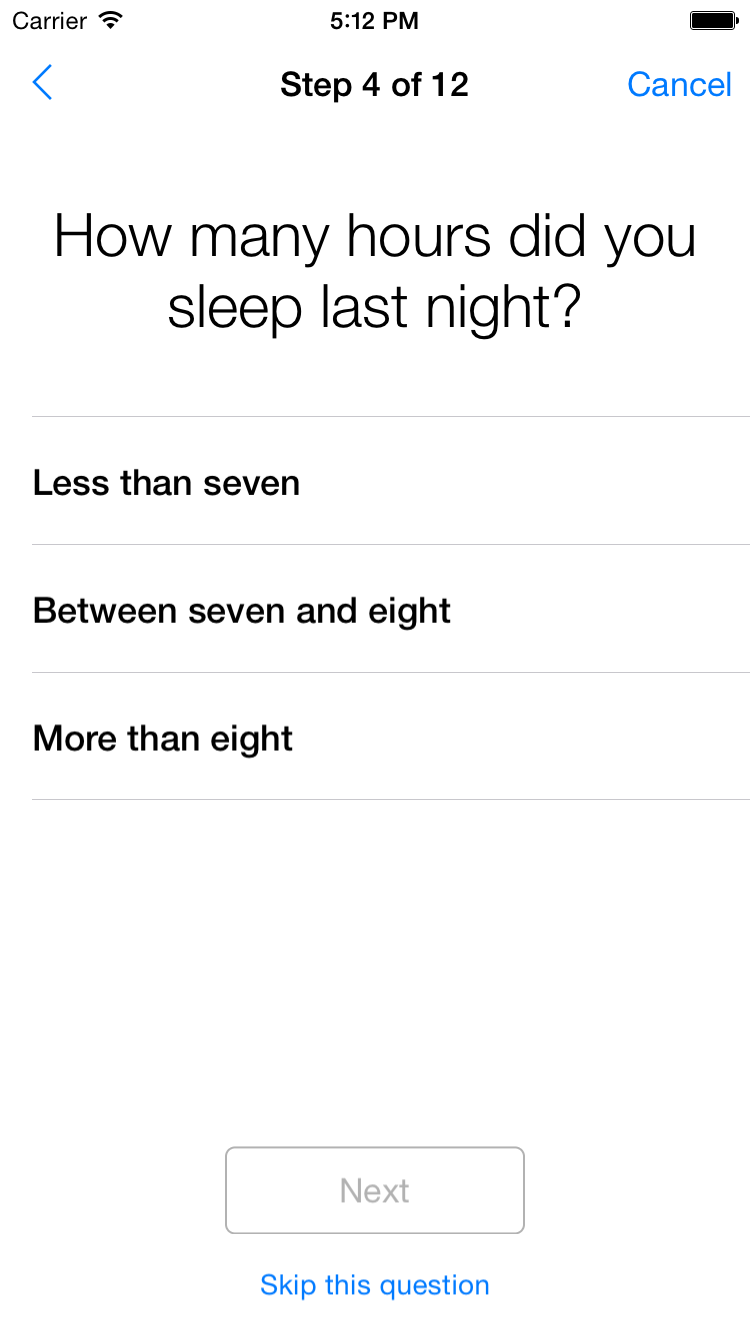 Carrier 5:12 PM
Step 4 of 12 Cancel
How many hours did you
sleep last night?
Less than seven
Between seven and eight
More than eight
Next
Skip this question